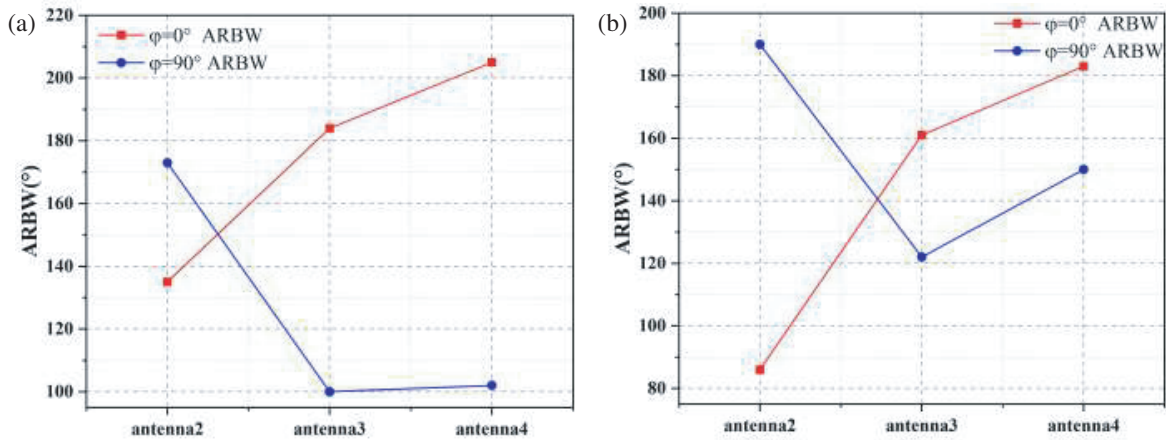 (a)
220
200
180
160
140
120
100
ARBW(°)
φ=0° ARBW
φ=90° ARBW
antenna2 antenna3 antenna4
(b)
200
180
160
140
120
100
80
ARBW(°)
φ=0° ARBW
φ=90° ARBW
antenna2 antenna3 antenna4